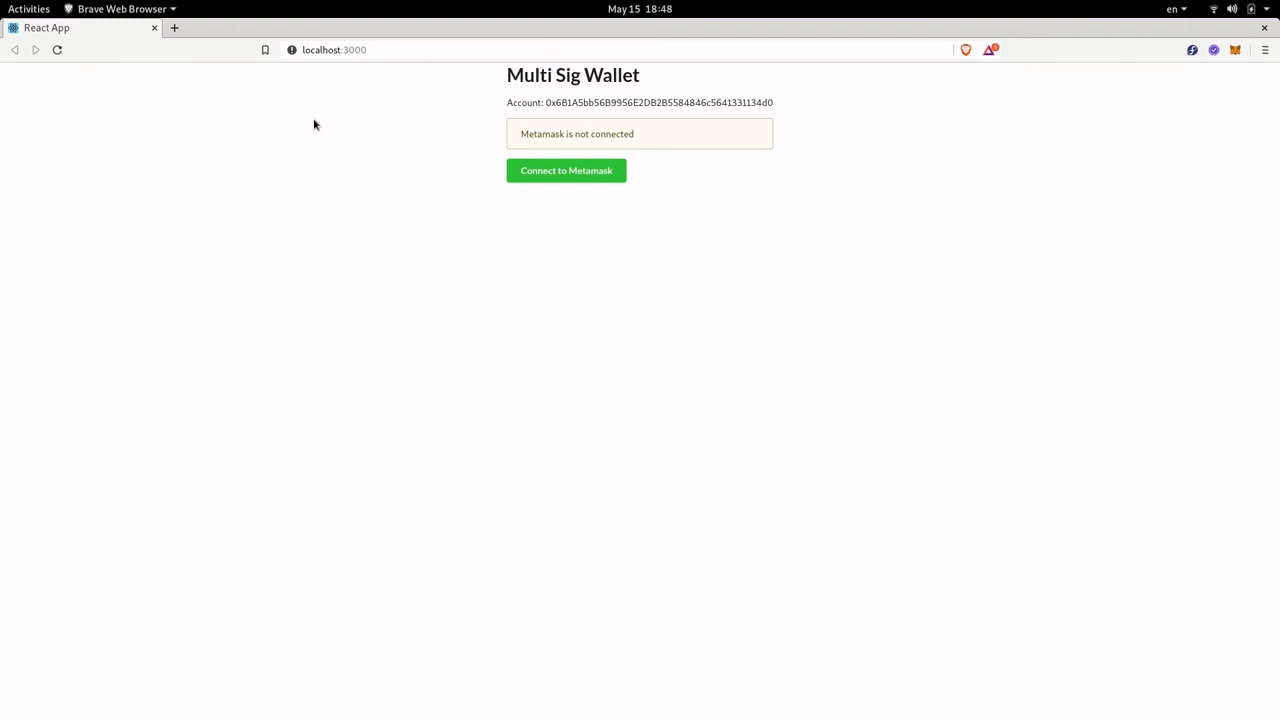 Activities Brave Web Browser May 15 18:48 en
React App
localhost:3000
Multi Sig Wallet
Account: 0x6B1A5bb56B9956E2DB2B5584846c5641331134d0
Metamask is not connected
Connect to Metamask